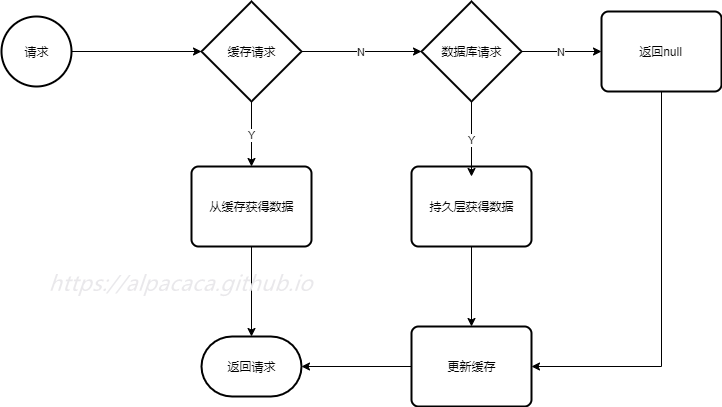 请求
缓存请求
N
数据库请求
N
返回null
Y
Y
从缓存获得数据
持久层获得数据
https://alpacaca.github.io
返回请求
更新缓存